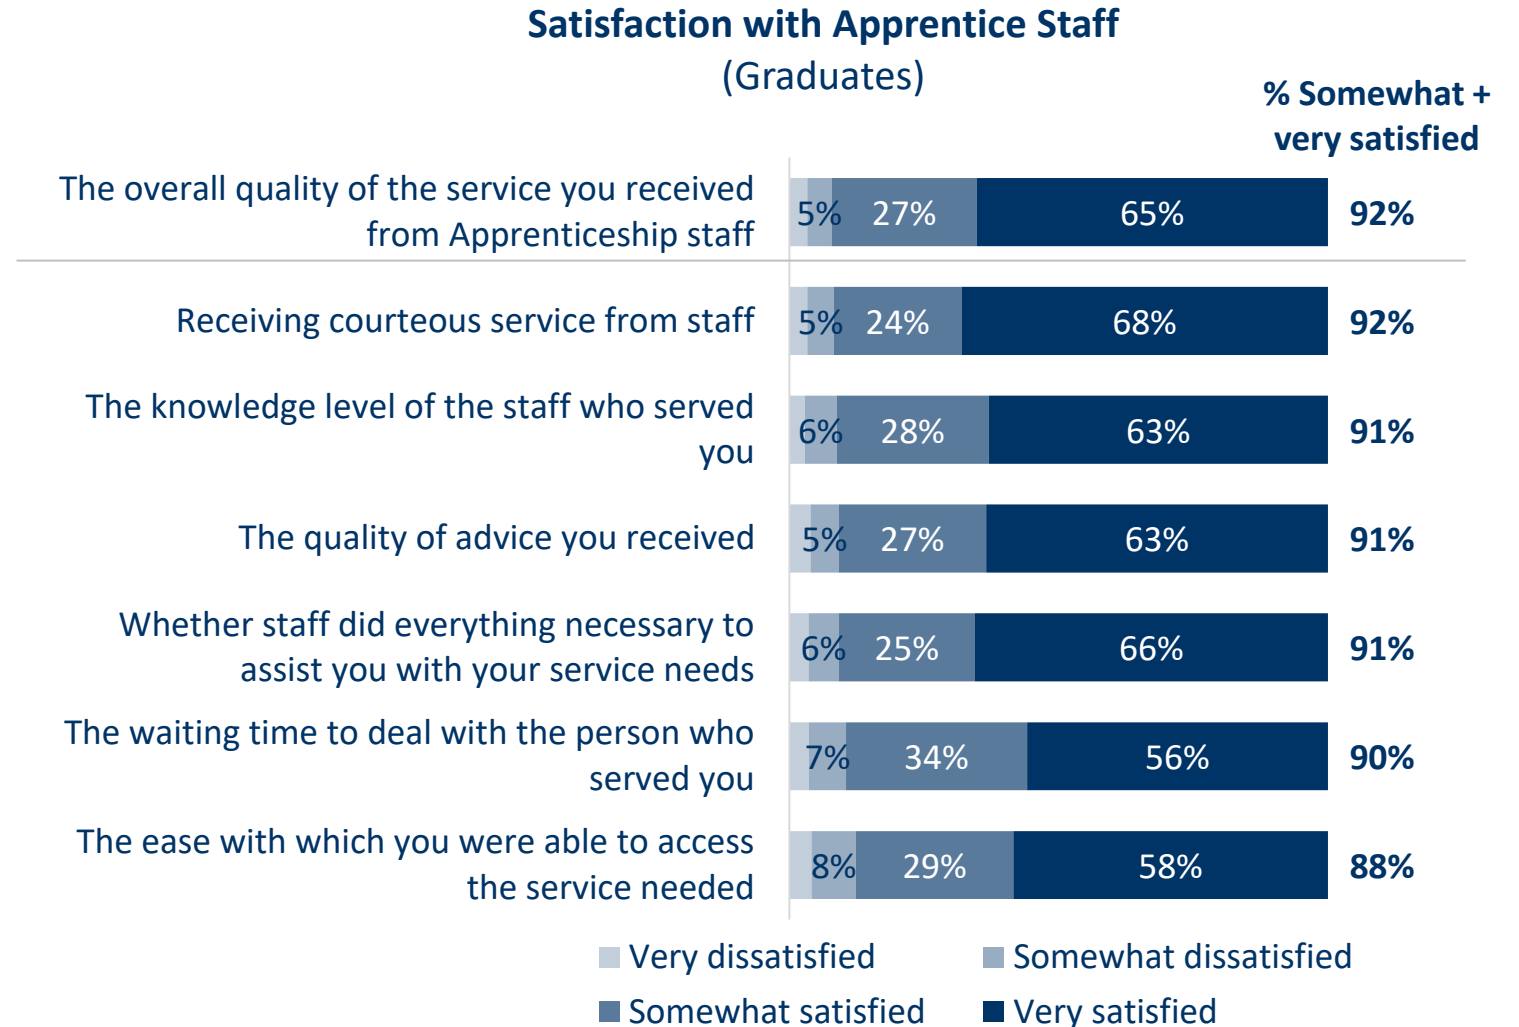 Satisfaction with Apprentice Staff
(Graduates)
% Somewhat +
very satisfied
The overall quality of the service you received
from Apprenticeship staff
5% 27% 65% 92%
Receiving courteous service from staff
5% 24% 68% 92%
The knowledge level of the staff who served
you
6% 28% 63% 91%
The quality of advice you received
5% 27% 63% 91%
Whether staff did everything necessary to
assist you with your service needs
6% 25% 66% 91%
The waiting time to deal with the person who
served you
7% 34% 56% 90%
The ease with which you were able to access
the service needed
8% 29% 58% 88%
Very dissatisfied Somewhat dissatisfied
Somewhat satisfied Very satisfied